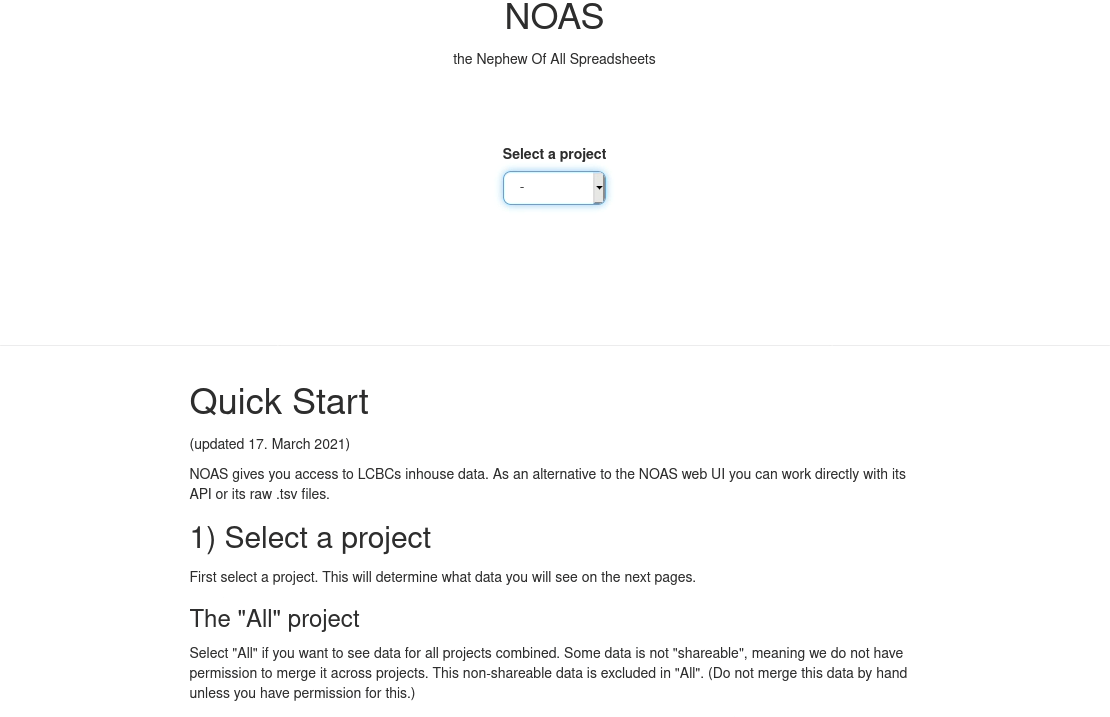 NOAS
the Nephew Of All Spreadsheets
Select a project
-
Quick Start
(updated 17. March 2021)
NOAS gives you access to LCBCs inhouse data. As an alternative to the NOAS web UI you can work directly with its
API or its raw .tsv files.
1) Select a project
First select a project. This will determine what data you will see on the next pages.
The "All" project
Select "All" if you want to see data for all projects combined. Some data is not "shareable", meaning we do not have
permission to merge it across projects. This non-shareable data is excluded in "All". (Do not merge this data by hand
unless you have permission for this.)